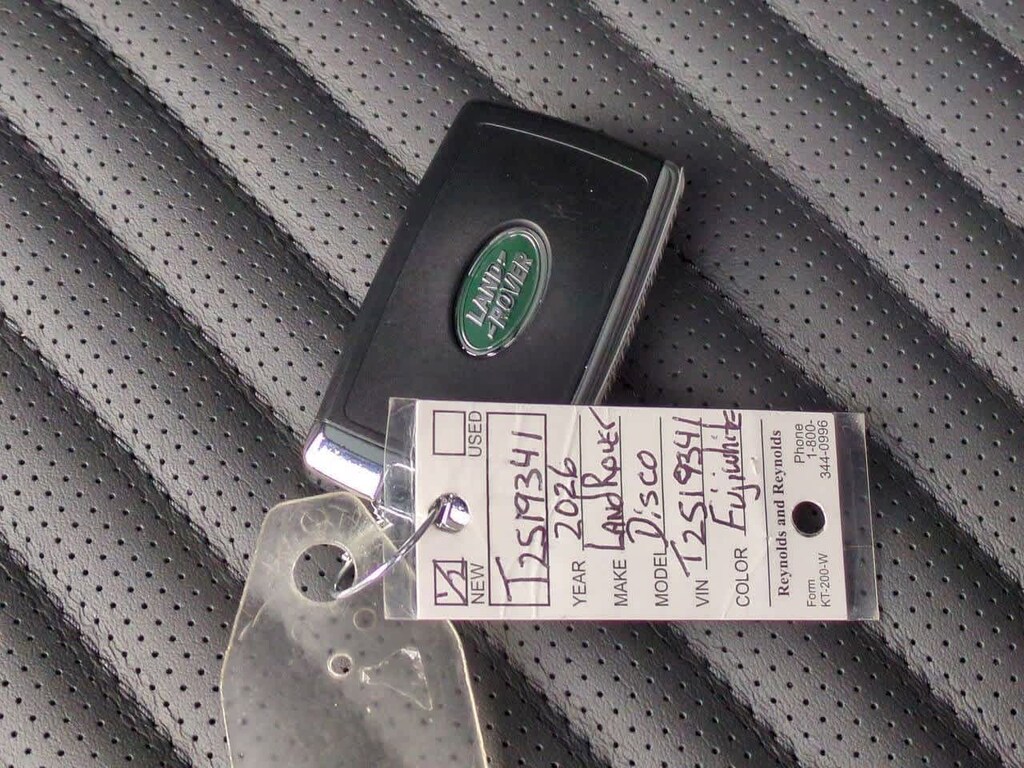 LAND
ROVER
NEW
USED
T2519341
YEAR 2026
MAKE LandRover
MODEL Disco
VIN T2519341
COLOR Fujiwhite
Reynolds and Reynolds
Form
KT-200-W
Phone
1-800-
344-0996